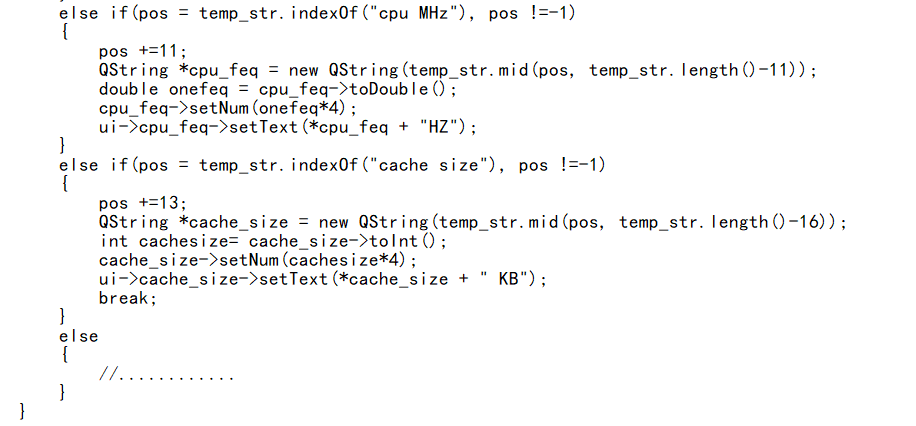 else if(pos = temp_str.indexOf("cpu MHz"), pos !=-1)
{
pos +=11;
QString *cpu_feq = new QString(temp_str.mid(pos, temp_str.length()-11));
double onefeq = cpu_feq->toDouble();
cpu_feq->setNum(onefeq*4);
ui->cpu_feq->setText(*cpu_feq + "HZ");
}
else if(pos = temp_str.indexOf("cache size"), pos !=-1)
{
pos +=13;
QString *cache_size = new QString(temp_str.mid(pos, temp_str.length()-16));
int cachesize= cache_size->toInt();
cache_size->setNum(cachesize*4);
ui->cache_size->setText(*cache_size + " KB");
break;
}
else
{
//............
}
}